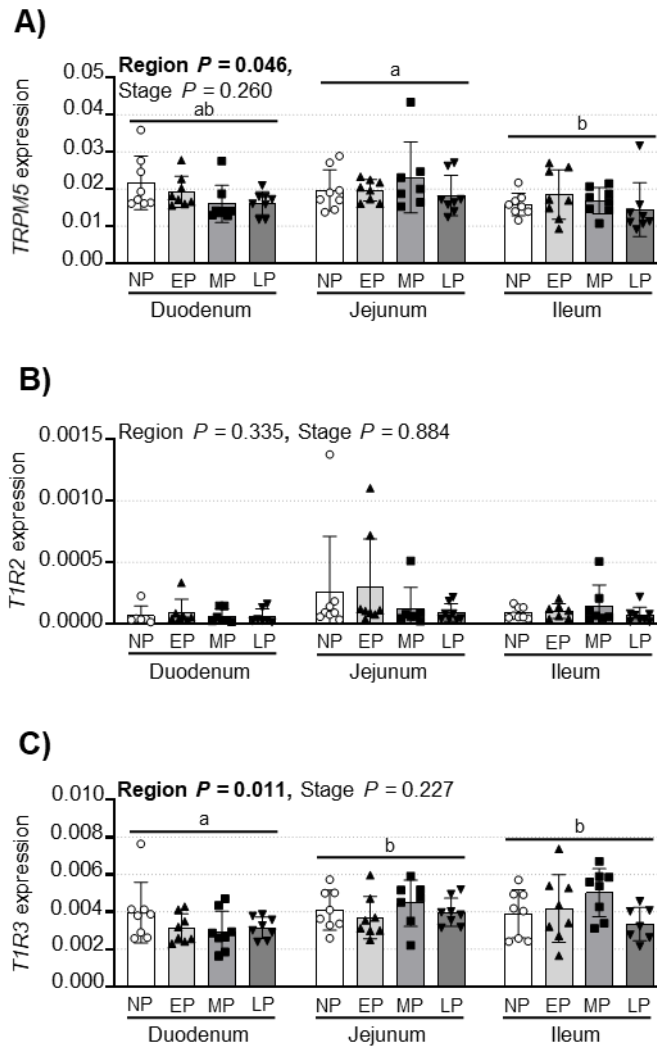 A)
Region P = 0.046,
Stage P = 0.260
ab
a
b
TRPM5 expression
0.05
0.04
0.03
0.02
0.01
0.00
NP EP MP LP NP EP MP LP NP EP MP LP
Duodenum Jejunum Ileum
B)
Region P = 0.335, Stage P = 0.884
T1R2 expression
0.0015
0.0010
0.0005
0.0000
NP EP MP LP NP EP MP LP NP EP MP LP
Duodenum Jejunum Ileum
C)
Region P = 0.011, Stage P = 0.227
a
b
b
T1R3 expression
0.010
0.008
0.006
0.004
0.002
0.000
NP EP MP LP NP EP MP LP NP EP MP LP
Duodenum Jejunum Ileum